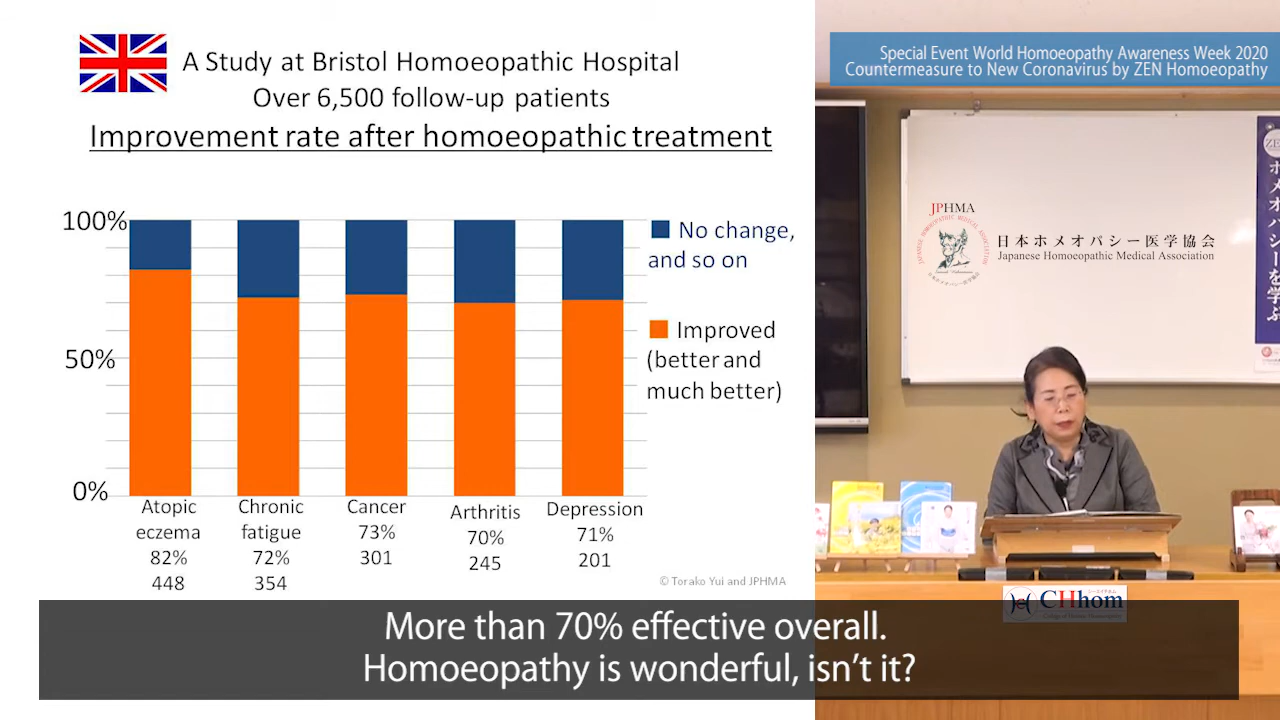 A Study at Bristol Homoeopathic Hospital
Over 6,500 follow-up patients
Improvement rate after homoeopathic treatment
100%
50%
0%
No change,
and so on
Improved
(better and
much better)
Atopic
eczema
82%
448
Chronic
fatigue
72%
354
Cancer
73%
301
Arthritis
70%
245
Depression
71%
201
© Torako Yui and JPHMA
Special Event World Homoeopathy Awareness Week 2020
Countermeasure to New Coronavirus by ZEN Homoeopathy
JPHMA
日本ホメオパシー医学協会
Japanese Homoeopathic Medical Association
ホメオパシーを学ぶ
CHhom
More than 70% effective overall.
Homoeopathy is wonderful, isn't it?